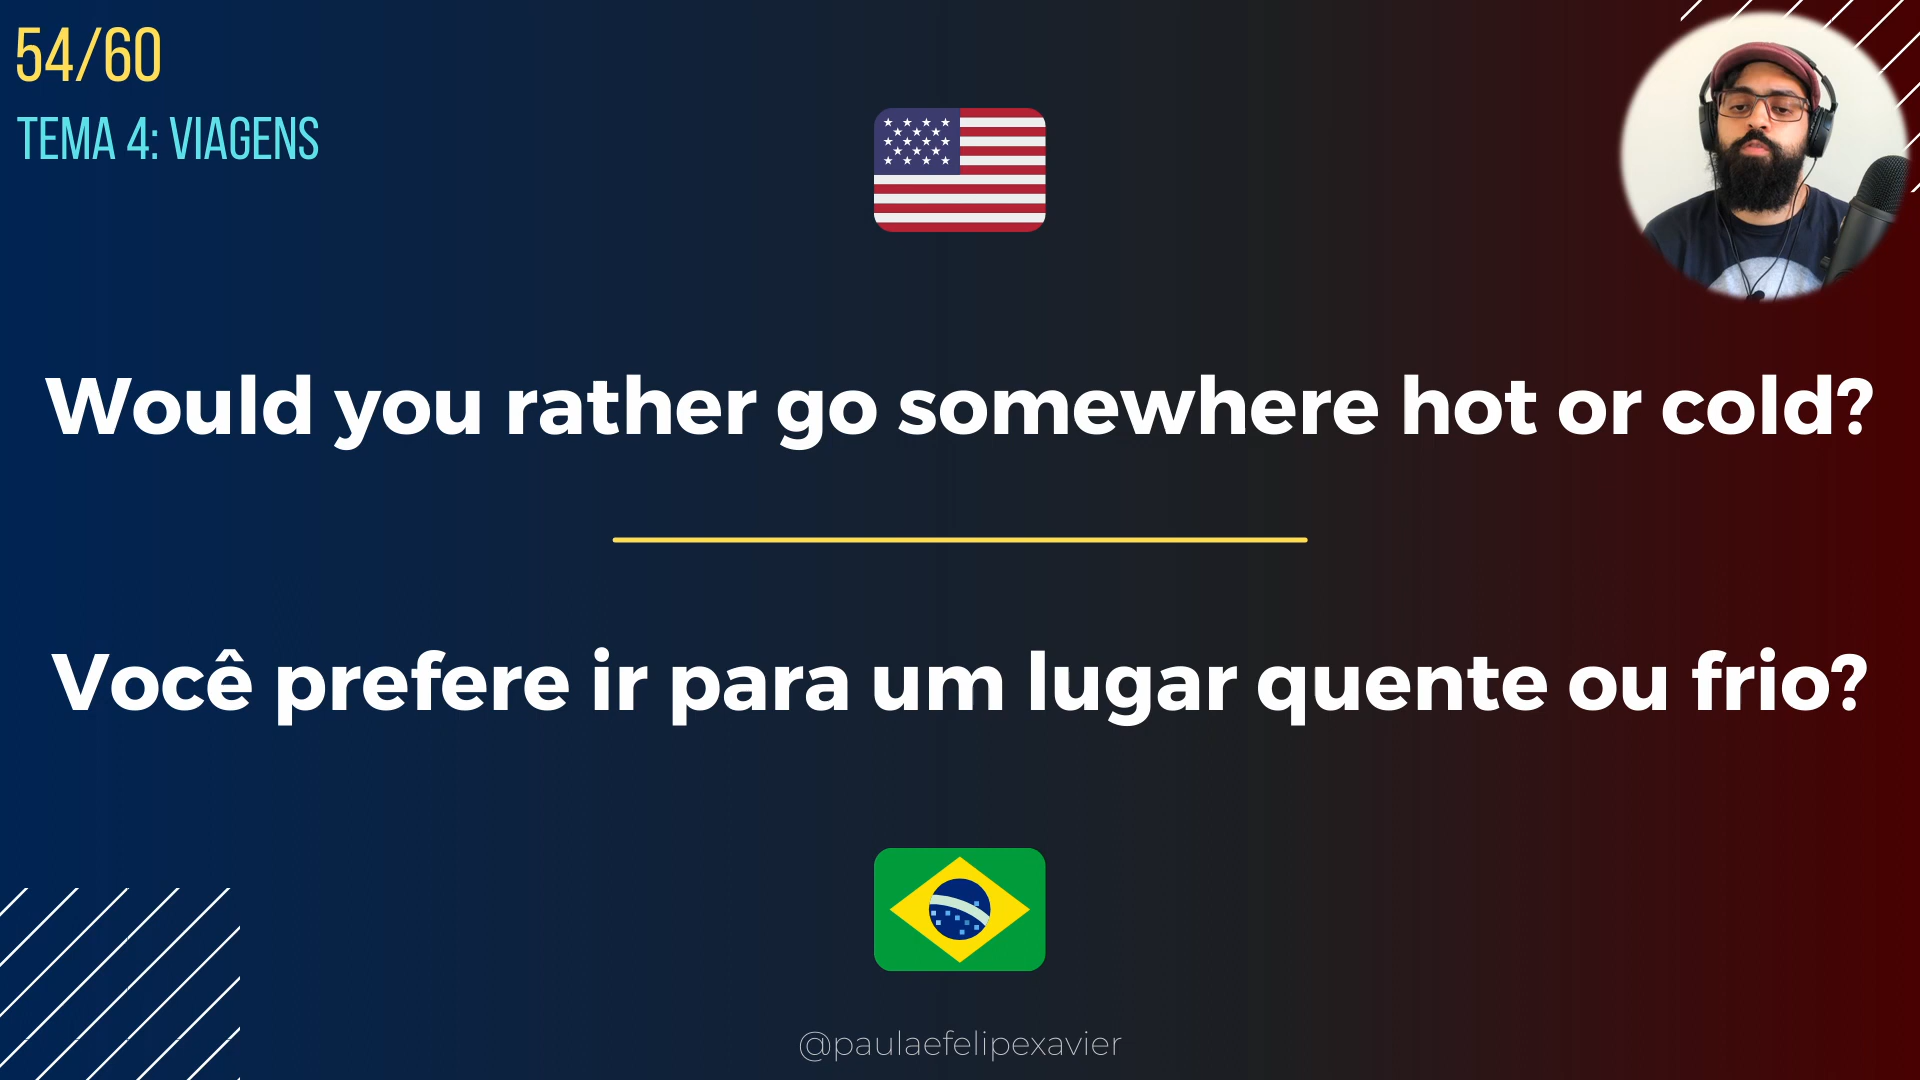 54/60
TEMA 4: VIAGENS
Would you rather go somewhere hot or cold?
Você prefere ir para um lugar quente ou frio?
@paulaefelipexavier